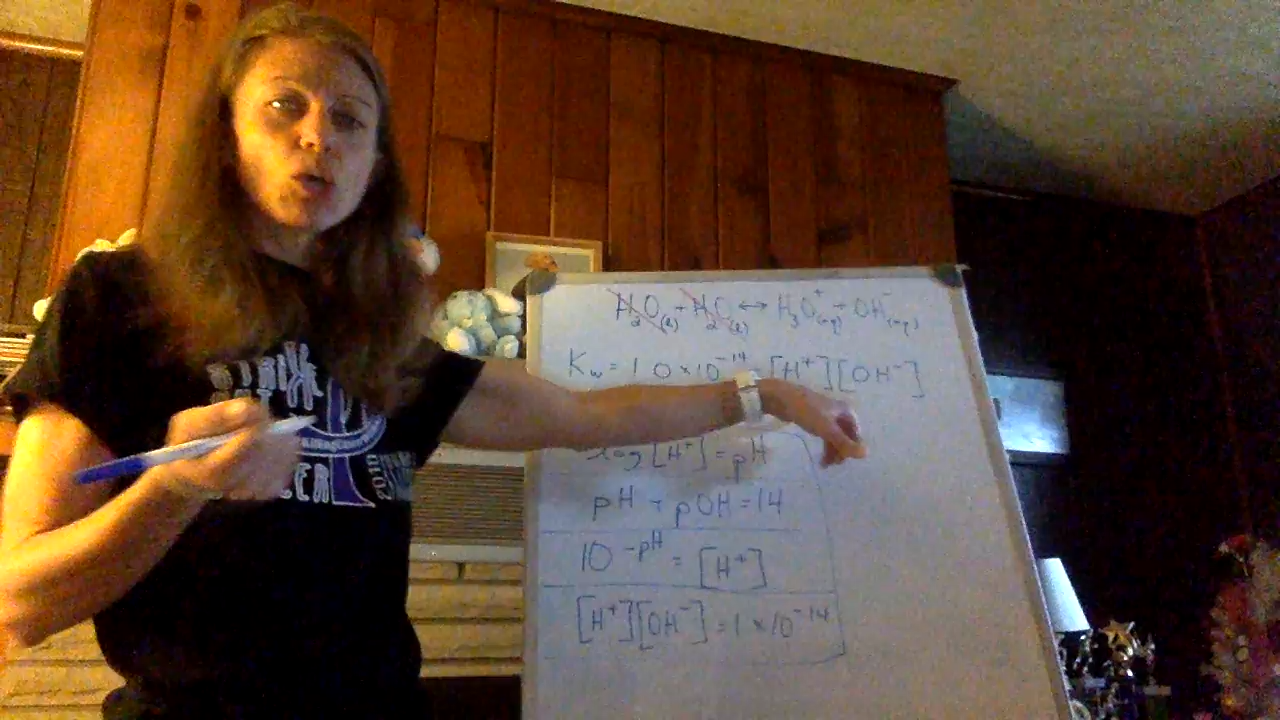 H₂O(l) + H₂O(l) ↔ H₃O⁺(aq) + OH⁻(aq)
Kw = 1.0 × 10⁻¹⁴ = [H⁺][OH⁻]
-log[H⁺] = pH
pH + pOH = 14
10⁻ᵖᴴ = [H⁺]
[H⁺][OH⁻] = 1 × 10⁻¹⁴
2010